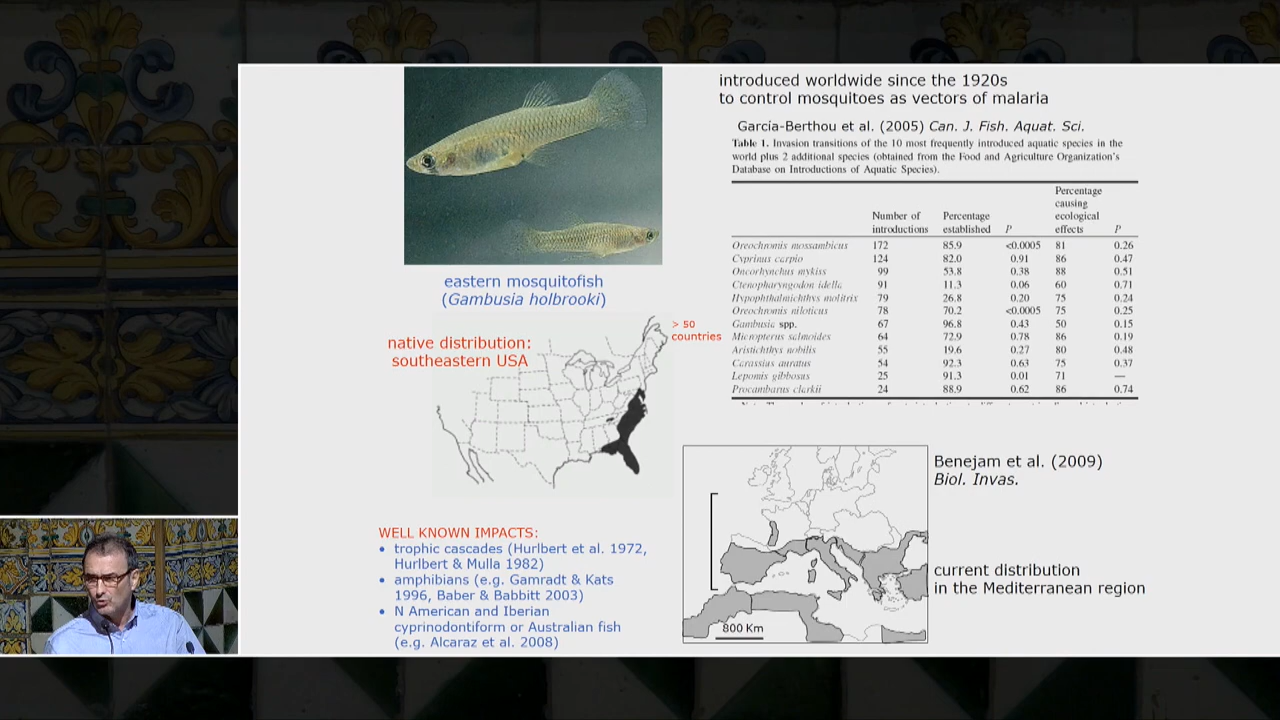 introduced worldwide since the 1920s
to control mosquitoes as vectors of malaria
García-Berthou et al. (2005) Can. J. Fish. Aquat. Sci.
Table 1. Invasion transitions of the 10 most frequently introduced aquatic species in the
world plus 2 additional species (obtained from the Food and Agriculture Organization's
Database on Introductions of Aquatic Species).
Number of introductions Percentage established P Percentage causing ecological effects P
Oreochromis mossambicus 172 85.9 <0.0005 81 0.26
Cyprinus carpio 124 82.0 0.91 86 0.47
Oncorhynchus mykiss 99 53.8 0.38 88 0.51
Ctenopharyngodon idella 91 11.3 0.06 60 0.71
Hypophthalmichthys molitrix 79 26.8 0.20 75 0.24
Oreochromis niloticus 78 70.2 <0.0005 75 0.25
Gambusia spp. 67 96.8 0.43 50 0.15
Micropterus salmoides 64 72.9 0.78 86 0.19
Aristichthys nobilis 55 19.6 0.27 80 0.48
Carassius auratus 54 92.3 0.63 75 0.37
Lepomis gibbosus 25 91.3 0.01 71 —
Procambarus clarkii 24 88.9 0.62 86 0.74
eastern mosquitofish
(Gambusia holbrooki)
> 50
countries
native distribution:
southeastern USA
WELL KNOWN IMPACTS:
• trophic cascades (Hurlbert et al. 1972,
Hurlbert & Mulla 1982)
• amphibians (e.g. Gamradt & Kats
1996, Baber & Babbitt 2003)
• N American and Iberian
cyprinodontiform or Australian fish
(e.g. Alcaraz et al. 2008)
Benejam et al. (2009)
Biol. Invas.
current distribution
in the Mediterranean region
800 Km